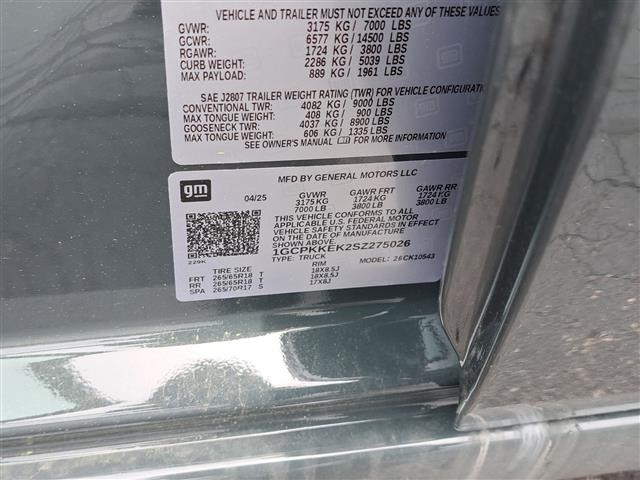 VEHICLE AND TRAILER MUST NOT EXCEED ANY OF THESE VALUES
GVWR: 3175 KG / 7000 LBS
GCWR: 6577 KG / 14500 LBS
RGAWR: 1724 KG / 3800 LBS
CURB WEIGHT: 2286 KG / 5039 LBS
MAX PAYLOAD: 889 KG / 1961 LBS
SAE J2807 TRAILER WEIGHT RATING (TWR) FOR VEHICLE CONFIGURATION
CONVENTIONAL TWR: 4082 KG / 9000 LBS
MAX TONGUE WEIGHT: 408 KG / 900 LBS
GOOSENECK TWR: 4037 KG / 8900 LBS
MAX TONGUE WEIGHT: 606 KG / 1335 LBS
SEE OWNER'S MANUAL FOR MORE INFORMATION
gm
MFD BY GENERAL MOTORS LLC
04/25 GVWR GAWR FRT GAWR RR
3175 KG 1724 KG 1724 KG
7000 LB 3800 LB 3800 LB
THIS VEHICLE CONFORMS TO ALL
APPLICABLE U.S. FEDERAL MOTOR
VEHICLE SAFETY STANDARDS IN EFFECT
ON THE DATE OF MANUFACTURE
SHOWN ABOVE.
1GCPKKEK2SZ275026
229K
TYPE: TRUCK MODEL: 26CK10543
TIRE SIZE RIM
FRT 265/65R18 T 18X8.5J
RR 265/65R18 T 18X8.5J
SPA 265/70R17 S 17X8J